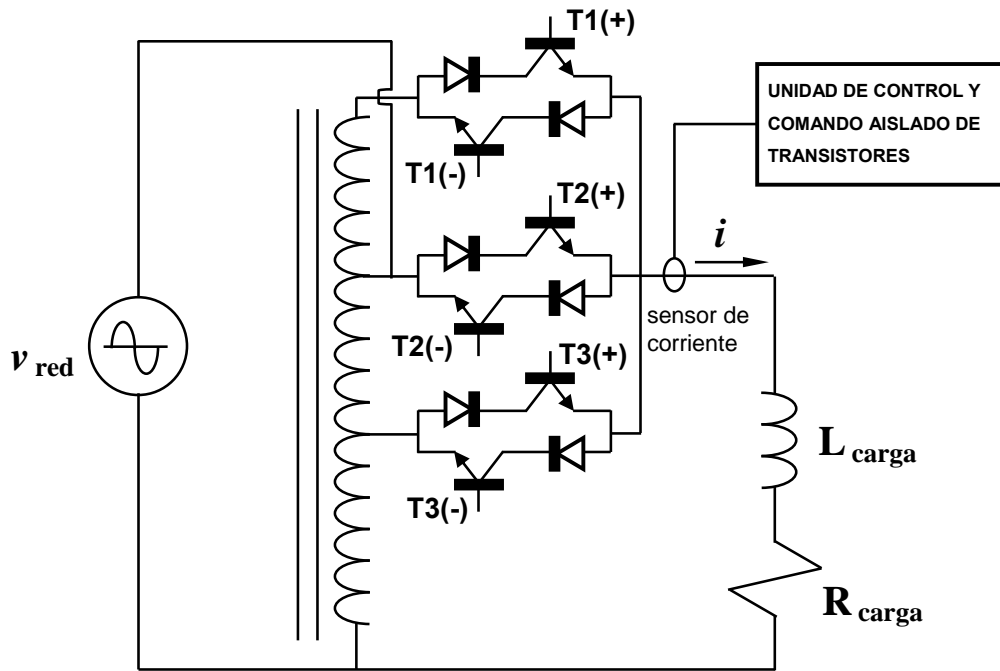 T1(+)
UNIDAD DE CONTROL Y
COMANDO AISLADO DE
TRANSISTORES
T1(-)
T2(+)
i
sensor de
corriente
T2(-)
T3(+)
v red
L carga
T3(-)
R carga